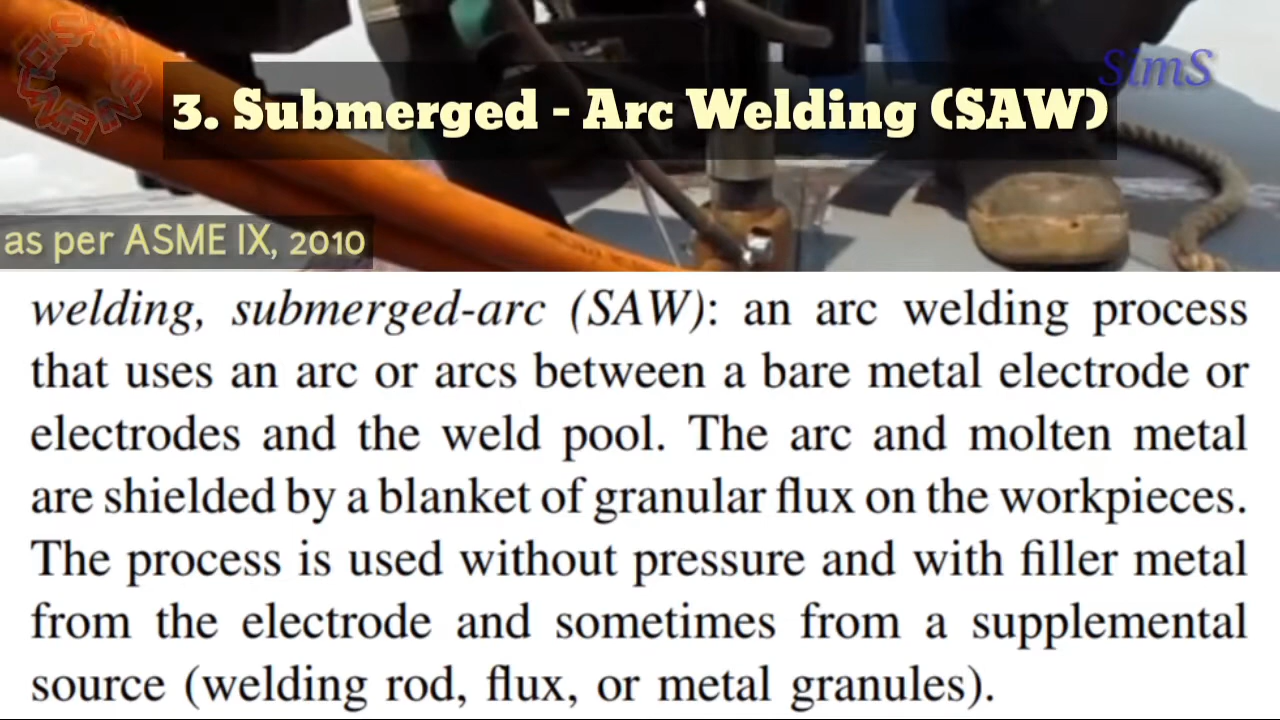 SimS
3. Submerged - Arc Welding (SAW)
as per ASME IX, 2010
welding, submerged-arc (SAW): an arc welding process
that uses an arc or arcs between a bare metal electrode or
electrodes and the weld pool. The arc and molten metal
are shielded by a blanket of granular flux on the workpieces.
The process is used without pressure and with filler metal
from the electrode and sometimes from a supplemental
source (welding rod, flux, or metal granules).